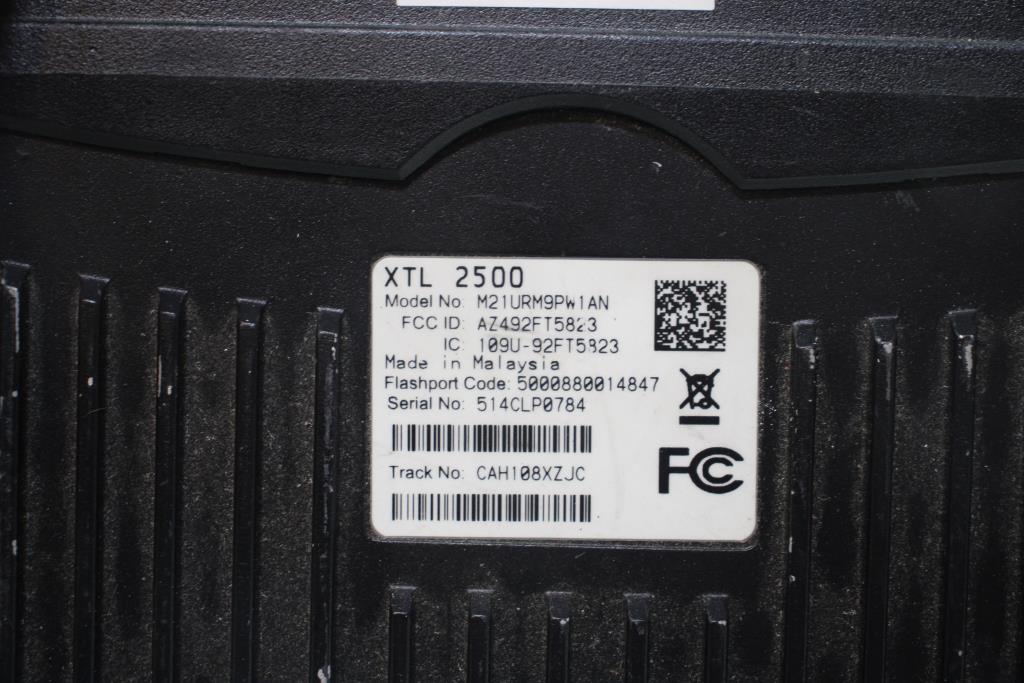 XTL 2500
Model No: M21URM9PW1AN
FCC ID: AZ492FT5823
IC: 109U-92FT5823
Made in Malaysia
Flashport Code: 5000880014847
Serial No: 514CLP0784
Track No: CAH108XZJC
FC